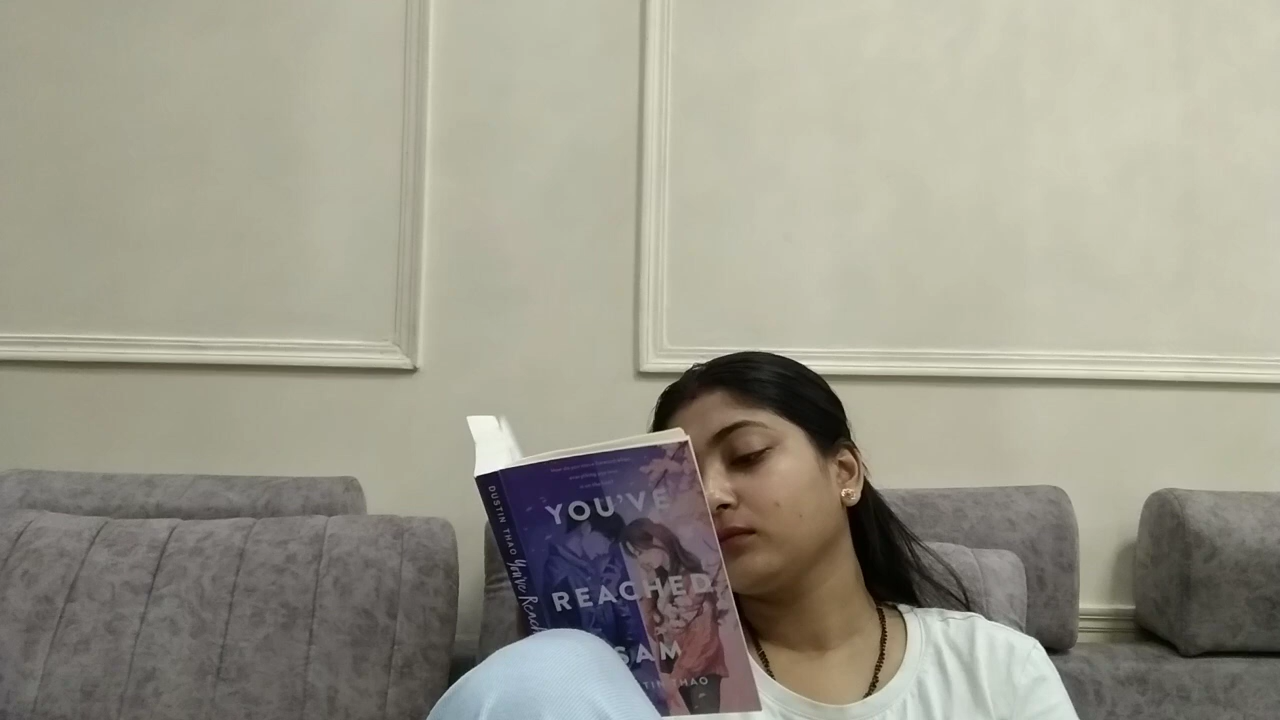 DUSTIN THAO You've Reach
YOU'VE
REACHED
SAM
TIN THAO